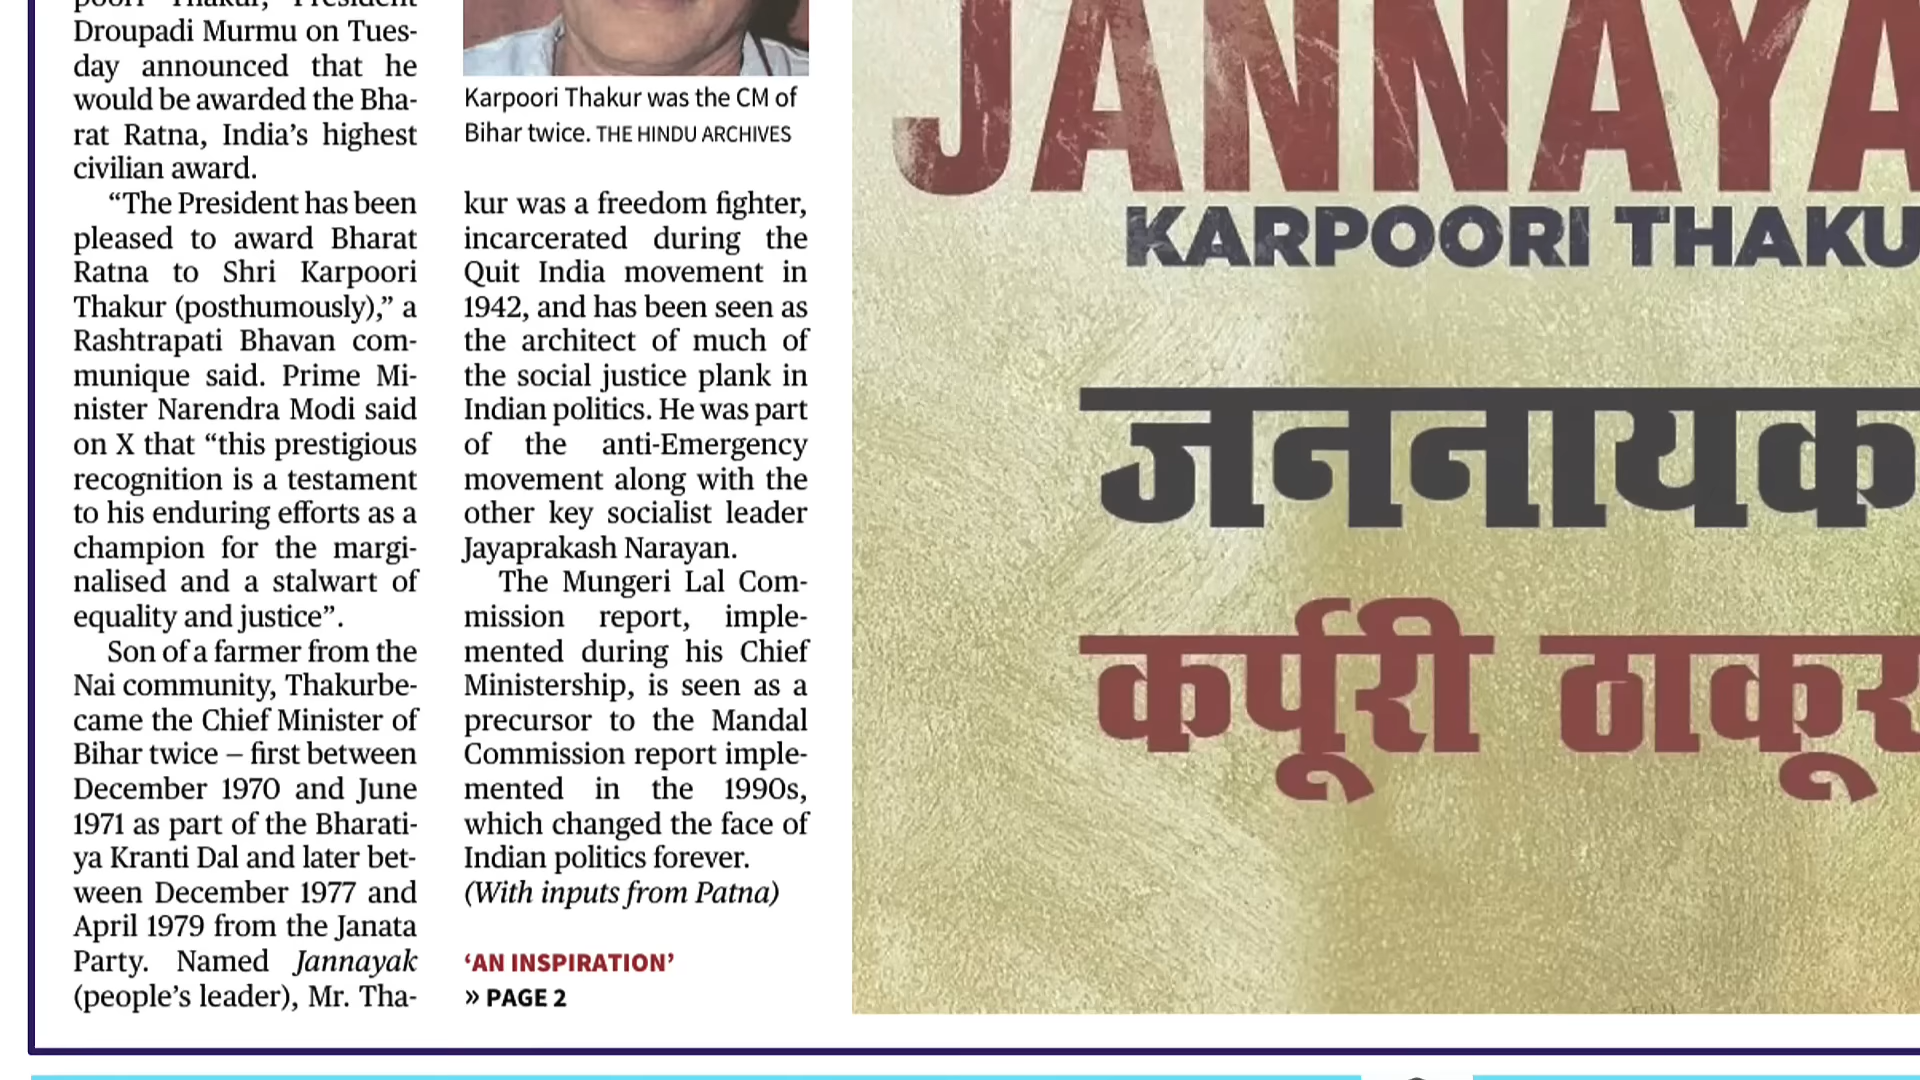 poori Thakur, President
Droupadi Murmu on Tues-
day announced that he
would be awarded the Bha-
rat Ratna, India’s highest
civilian award.
“The President has been
pleased to award Bharat
Ratna to Shri Karpoori
Thakur (posthumously),” a
Rashtrapati Bhavan com-
munique said. Prime Mi-
nister Narendra Modi said
on X that “this prestigious
recognition is a testament
to his enduring efforts as a
champion for the margi-
nalised and a stalwart of
equality and justice”.
Son of a farmer from the
Nai community, Thakurbe-
came the Chief Minister of
Bihar twice – first between
December 1970 and June
1971 as part of the Bharati-
ya Kranti Dal and later bet-
ween December 1977 and
April 1979 from the Janata
Party. Named Jannayak
(people’s leader), Mr. Tha-
Karpoori Thakur was the CM of
Bihar twice. THE HINDU ARCHIVES
kur was a freedom fighter,
incarcerated during the
Quit India movement in
1942, and has been seen as
the architect of much of
the social justice plank in
Indian politics. He was part
of the anti-Emergency
movement along with the
other key socialist leader
Jayaprakash Narayan.
The Mungeri Lal Com-
mission report, imple-
mented during his Chief
Ministership, is seen as a
precursor to the Mandal
Commission report imple-
mented in the 1990s,
which changed the face of
Indian politics forever.
(With inputs from Patna)
‘AN INSPIRATION’
» PAGE 2
JANNAYA
KARPOORI THAKU
जननायक
कर्पूरी ठाकूर